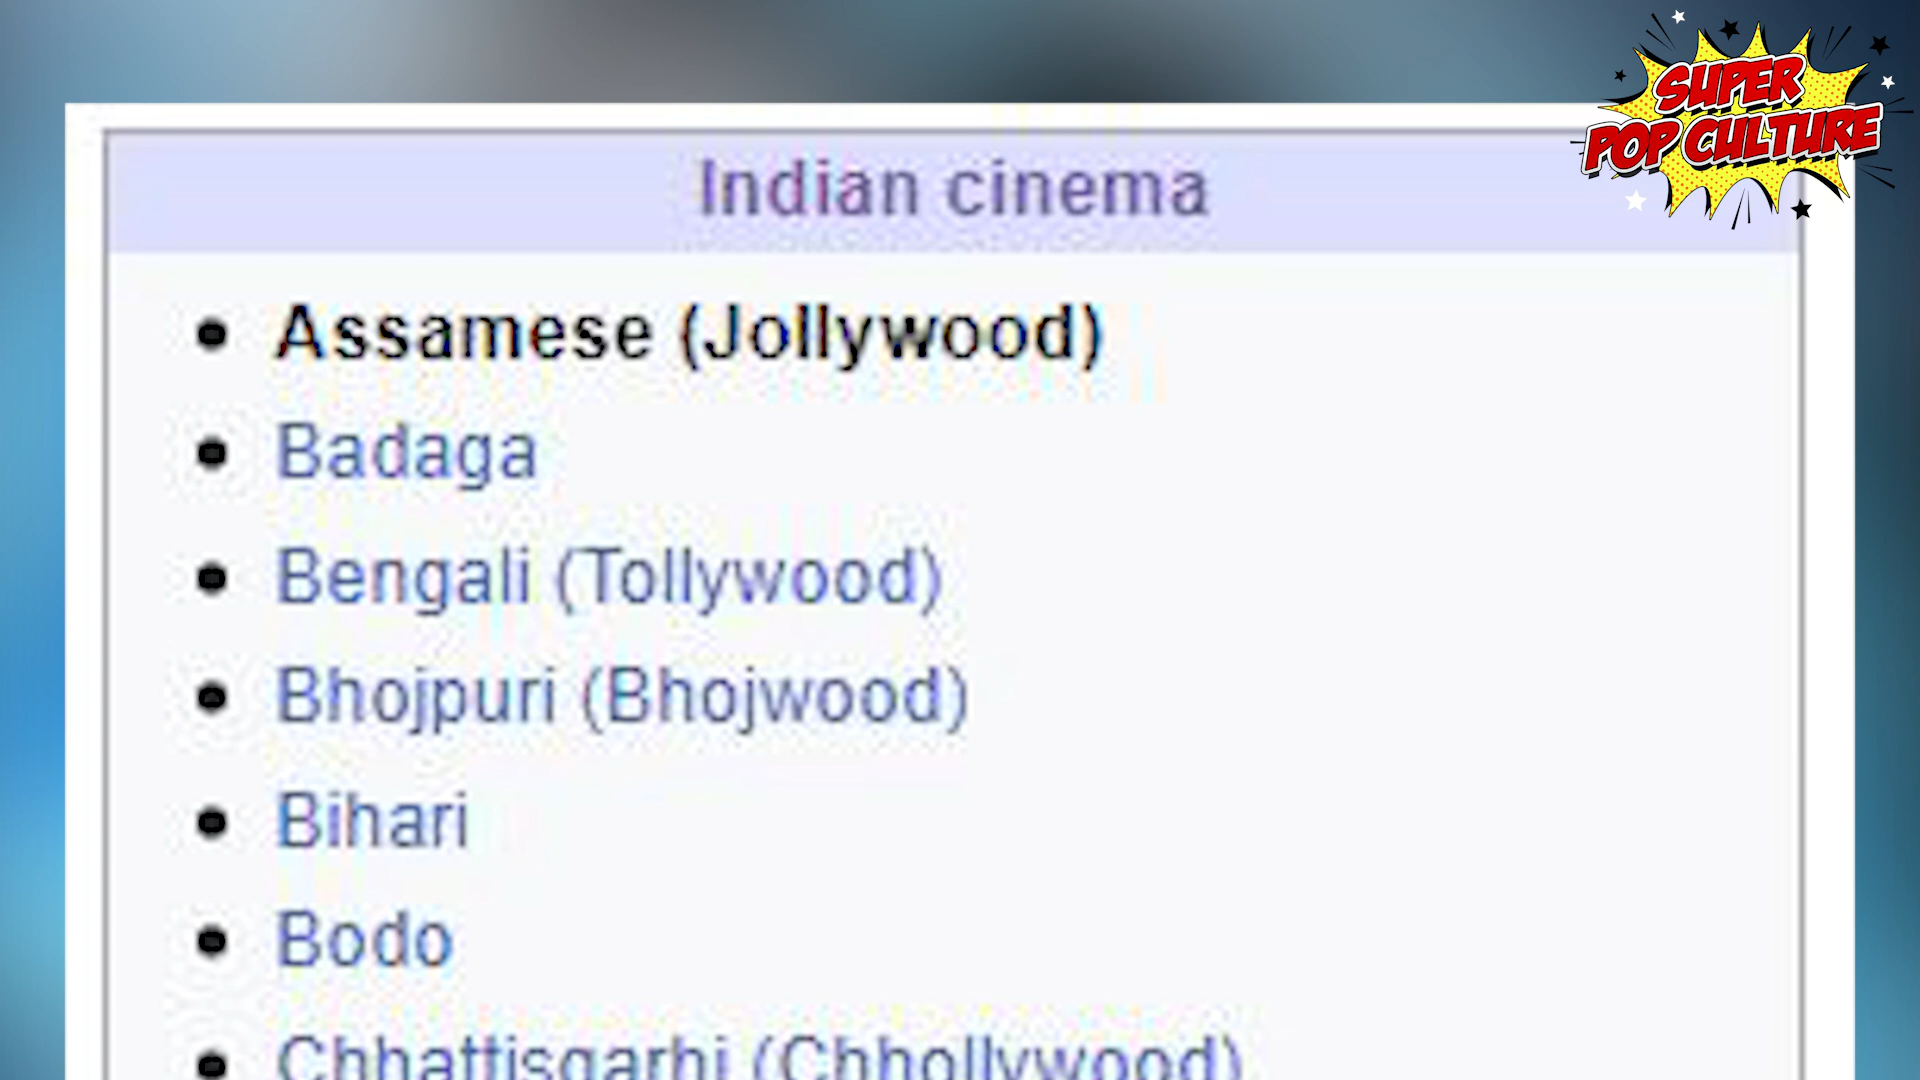 SUPER
POP CULTURE
Indian cinema
Assamese (Jollywood)
Badaga
Bengali (Tollywood)
Bhojpuri (Bhojwood)
Bihari
Bodo
Chhattisgarhi (Chhollywood)